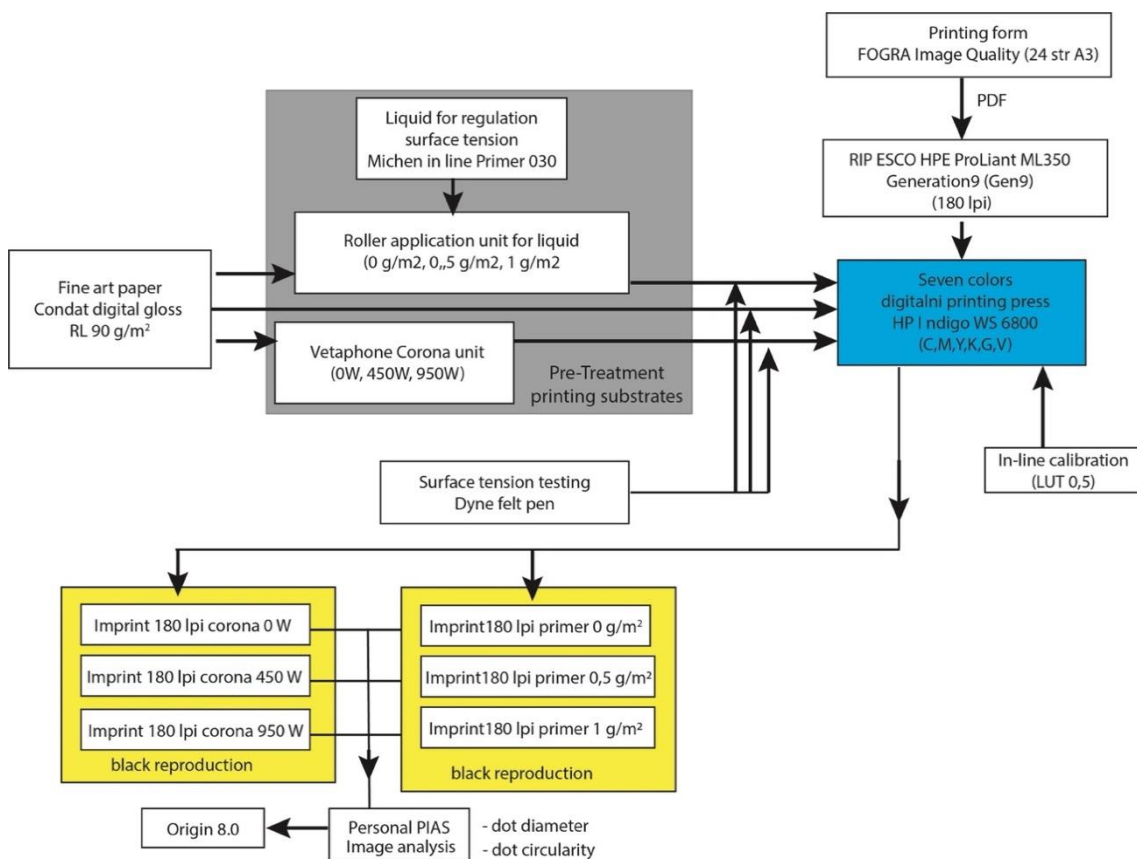 Printing form
FOGRA Image Quality (24 str A3)
PDF
Liquid for regulation
surface tension
Michen in line Primer 030
RIP ESCO HPE ProLiant ML350
Generation9 (Gen9)
(180 lpi)
Roller application unit for liquid
(0 g/m2, 0,,5 g/m2, 1 g/m2
Fine art paper
Condat digital gloss
RL 90 g/m²
Seven colors
digitalni printing press
HP I ndigo WS 6800
(C,M,Y,K,G,V)
Vetaphone Corona unit
(0W, 450W, 950W)
Pre-Treatment
printing substrates
Surface tension testing
Dyne felt pen
In-line calibration
(LUT 0,5)
Imprint 180 lpi corona 0 W
Imprint 180 lpi corona 450 W
Imprint 180 lpi corona 950 W
black reproduction
Imprint180 lpi primer 0 g/m²
Imprint180 lpi primer 0,5 g/m²
Imprint180 lpi primer 1 g/m²
black reproduction
Origin 8.0
Personal PIAS
Image analysis
- dot diameter
- dot circularity